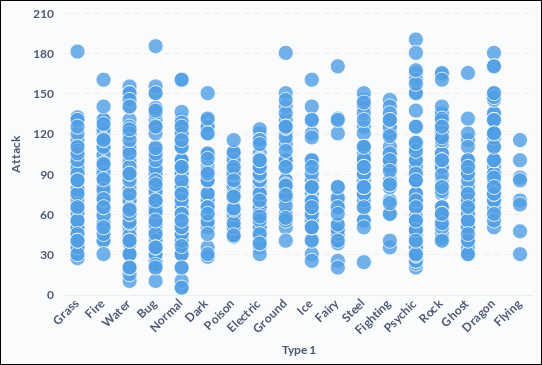 210
180
150
120
90
60
30
0
Attack
Grass
Fire
Water
Bug
Normal
Dark
Poison
Electric
Ground
Ice
Fairy
Steel
Fighting
Psychic
Rock
Ghost
Dragon
Flying
Type 1